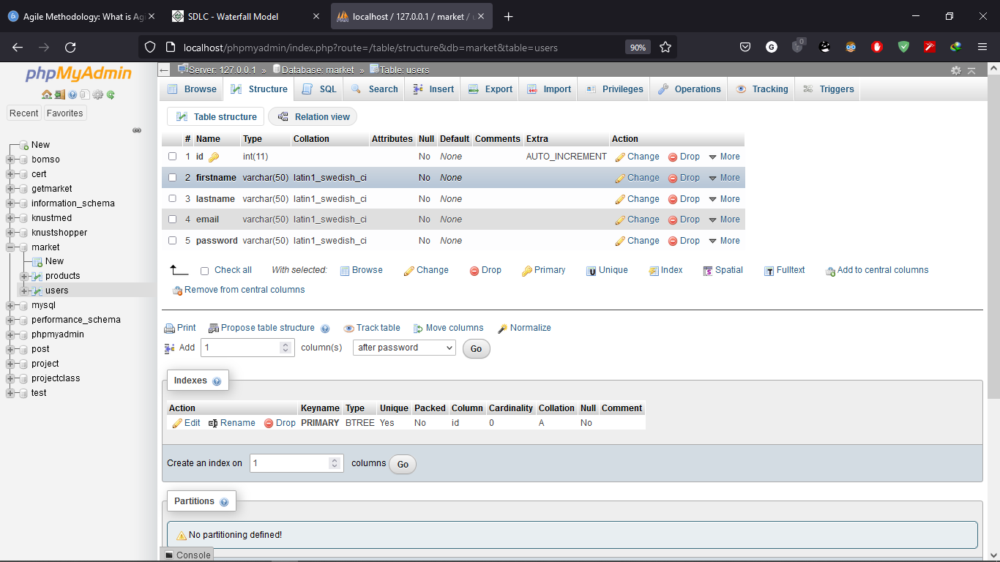 Agile Methodology: What is Ag
SDLC - Waterfall Model
localhost / 127.0.0.1 / market /
localhost/phpmyadmin/index.php?route=/table/structure&db=market&table=users
90%
G
0
phpMyAdmin
Recent
Favorites
New
bomso
cert
getmarket
information_schema
knustmed
knustshopper
market
New
products
users
mysql
performance_schema
phpmyadmin
post
project
projectclass
test
Server: 127.0.0.1 » Database: market » Table: users
Browse Structure SQL Search Insert Export Import Privileges Operations Tracking Triggers
Table structure Relation view
# Name Type Collation Attributes Null Default Comments Extra Action
1 id int(11) No None AUTO_INCREMENT Change Drop More
2 firstname varchar(50) latin1_swedish_ci No None Change Drop More
3 lastname varchar(50) latin1_swedish_ci No None Change Drop More
4 email varchar(50) latin1_swedish_ci No None Change Drop More
5 password varchar(50) latin1_swedish_ci No None Change Drop More
Check all With selected: Browse Change Drop Primary Unique Index Spatial Fulltext Add to central columns
Remove from central columns
Print Propose table structure Track table Move columns Normalize
Add 1 column(s) after password Go
Indexes
Action Keyname Type Unique Packed Column Cardinality Collation Null Comment
Edit Rename Drop PRIMARY BTREE Yes No id 0 A No
Create an index on 1 columns Go
Partitions
No partitioning defined!
Console